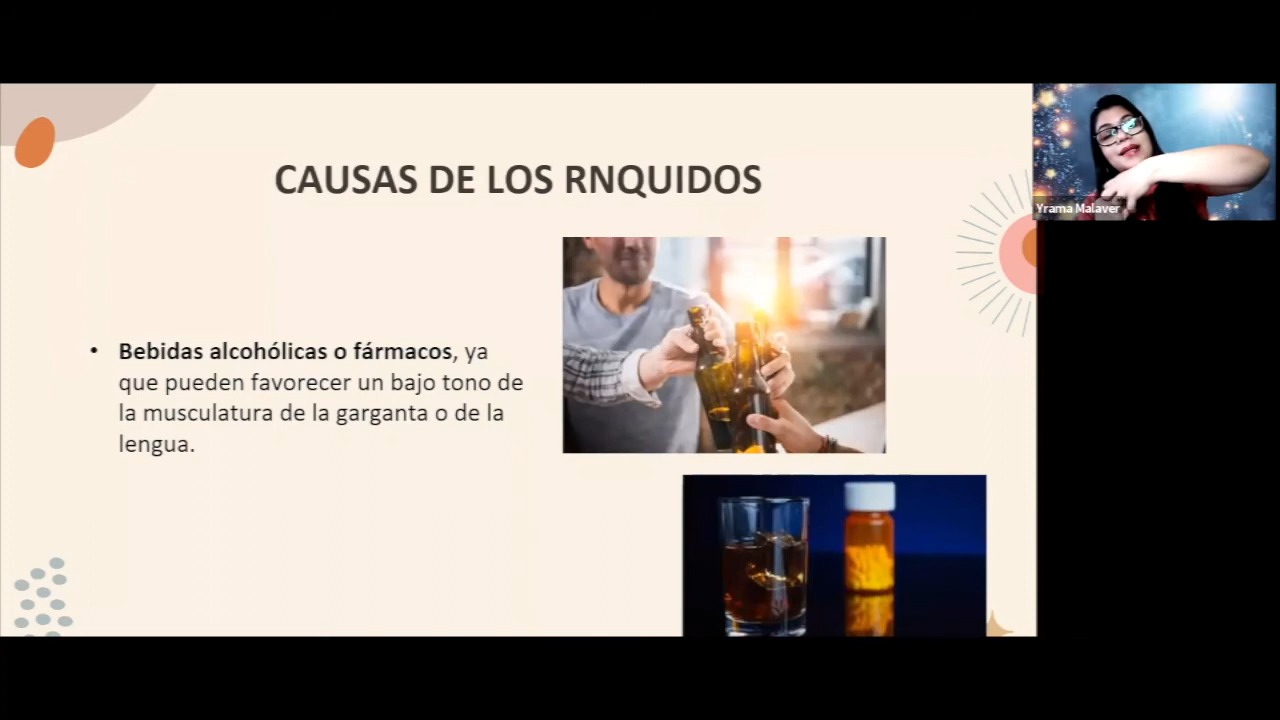 CAUSAS DE LOS RNQUIDOS
Yrama Malaver
• Bebidas alcohólicas o fármacos, ya
que pueden favorecer un bajo tono de
la musculatura de la garganta o de la
lengua.